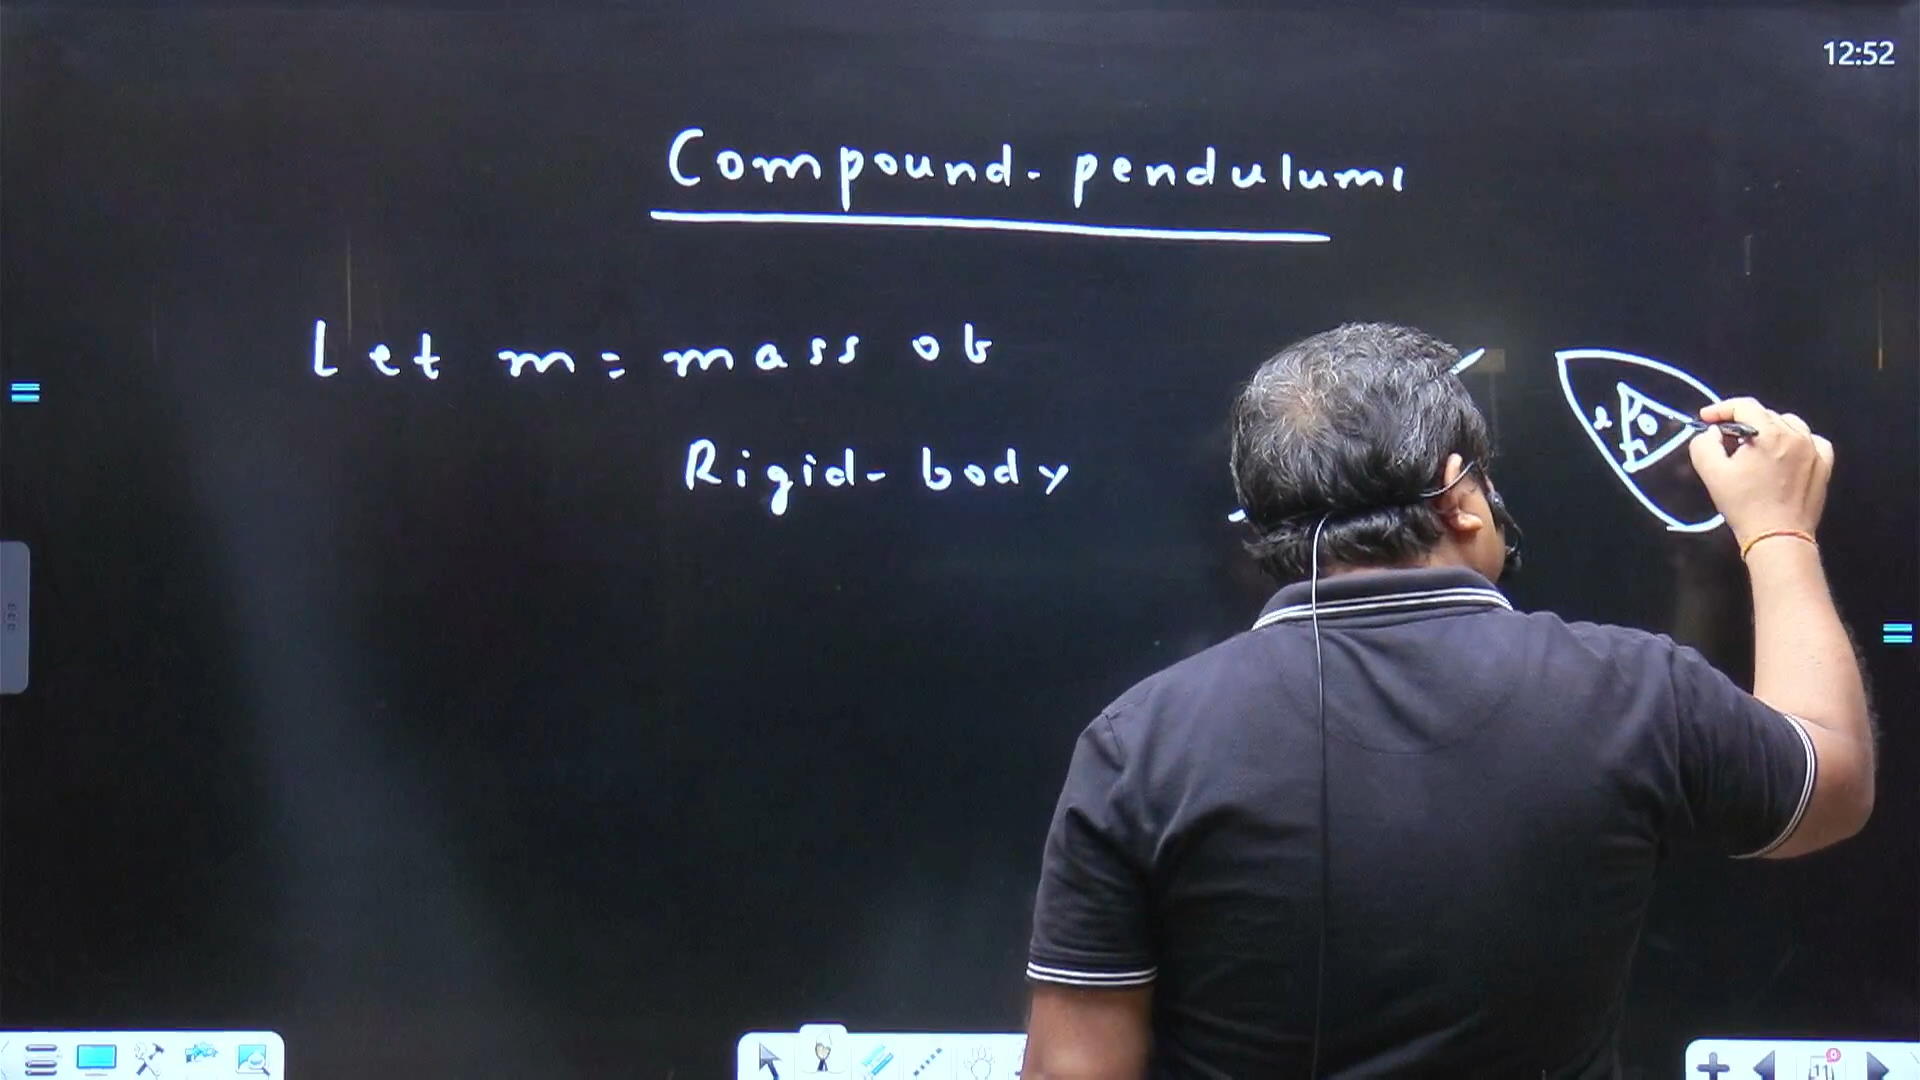 12:52
Compound-pendulum
Let m = mass of
Rigid-body